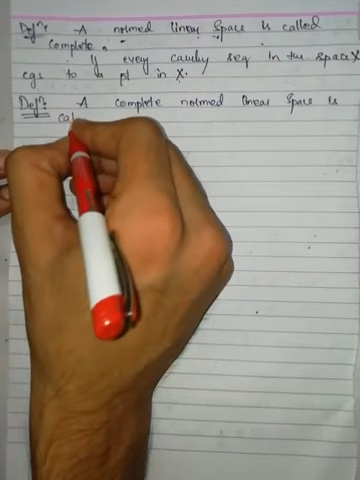 Defn: A normed linear space is called
complete if every cauchy seq in the space X
cgs to a pt in X.
Defn: A complete normed linear space is
cal